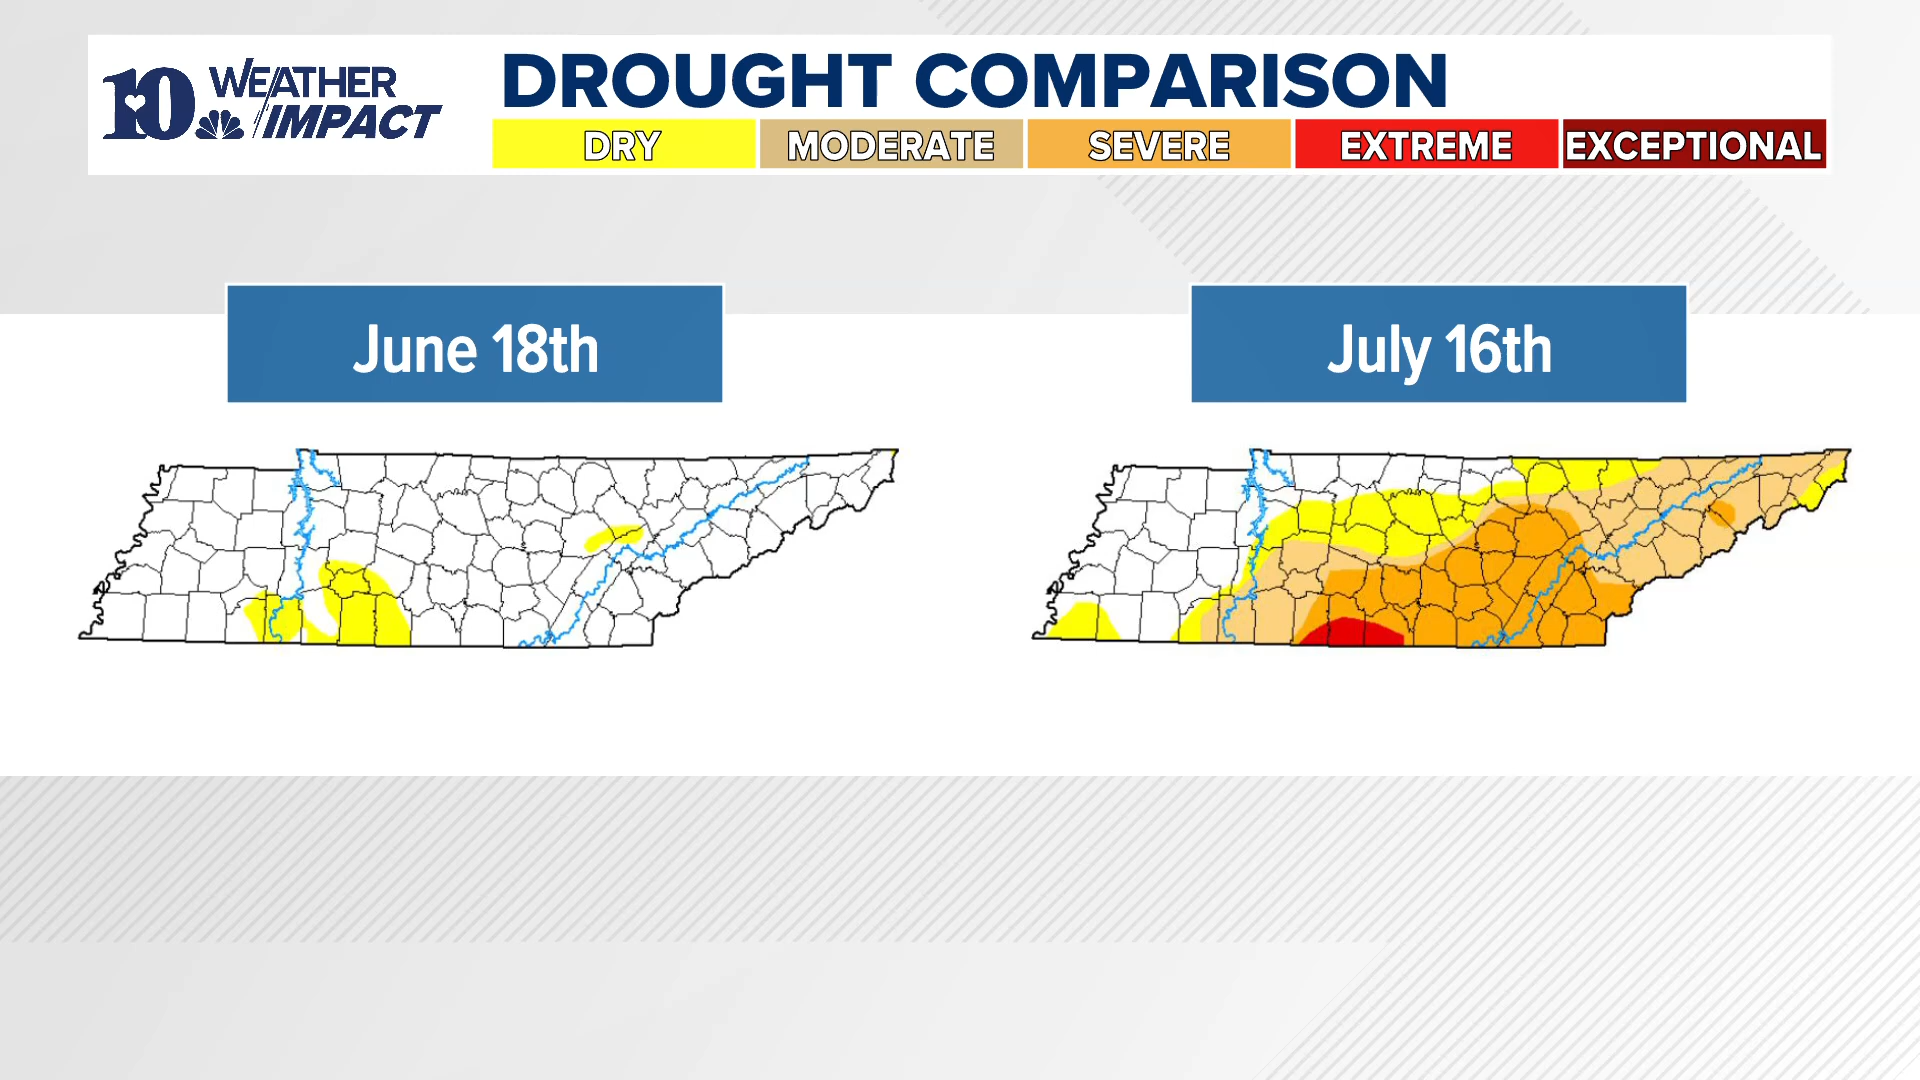 10 WEATHER
IMPACT
DROUGHT COMPARISON
DRY MODERATE SEVERE EXTREME EXCEPTIONAL
June 18th
July 16th